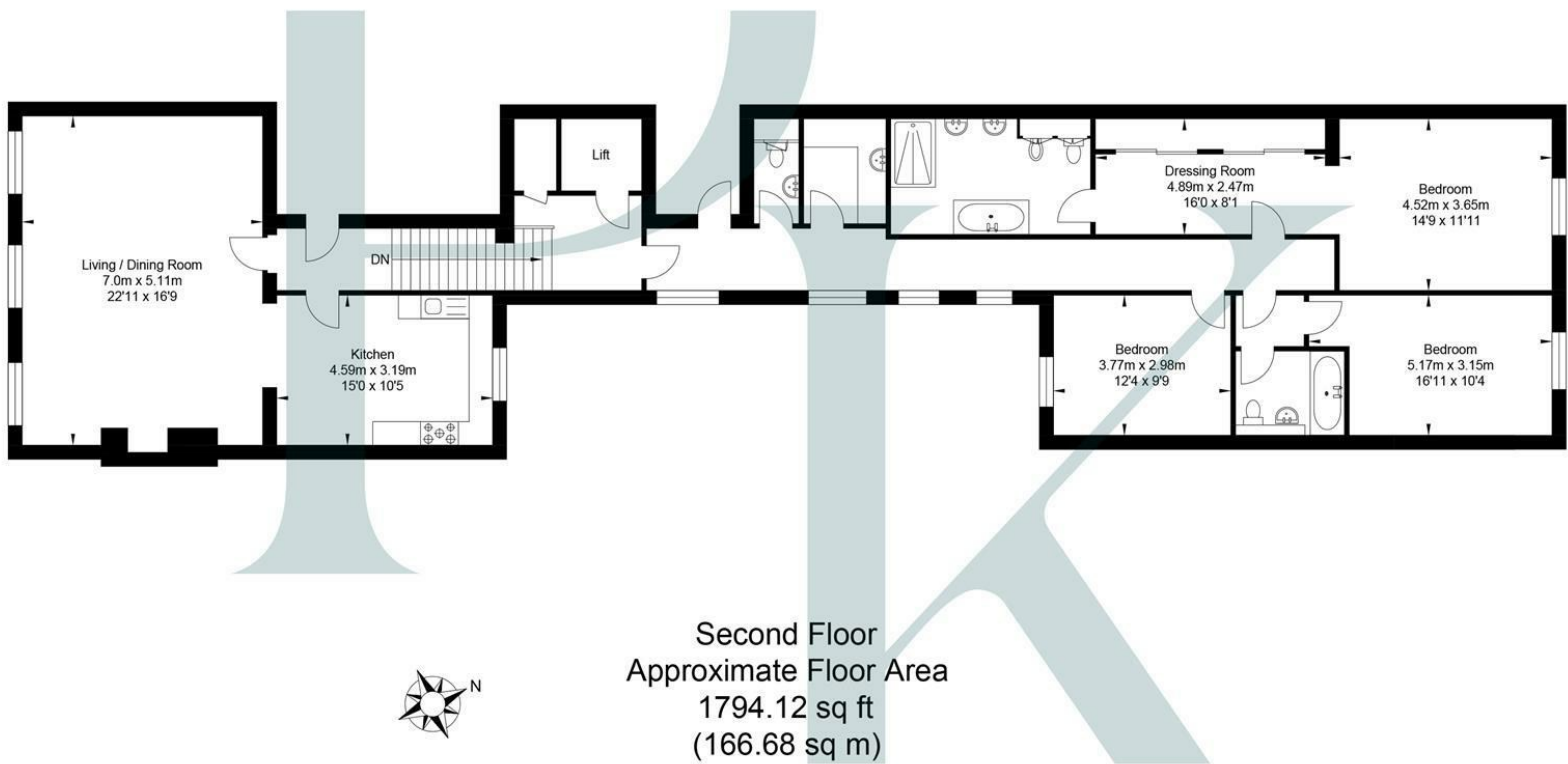 Living / Dining Room
7.0m x 5.11m
22'11 x 16'9
DN
Lift
Kitchen
4.59m x 3.19m
15'0 x 10'5
Dressing Room
4.89m x 2.47m
16'0 x 8'1
Bedroom
4.52m x 3.65m
14'9 x 11'11
Bedroom
3.77m x 2.98m
12'4 x 9'9
Bedroom
5.17m x 3.15m
16'11 x 10'4
N
Second Floor
Approximate Floor Area
1794.12 sq ft
(166.68 sq m)